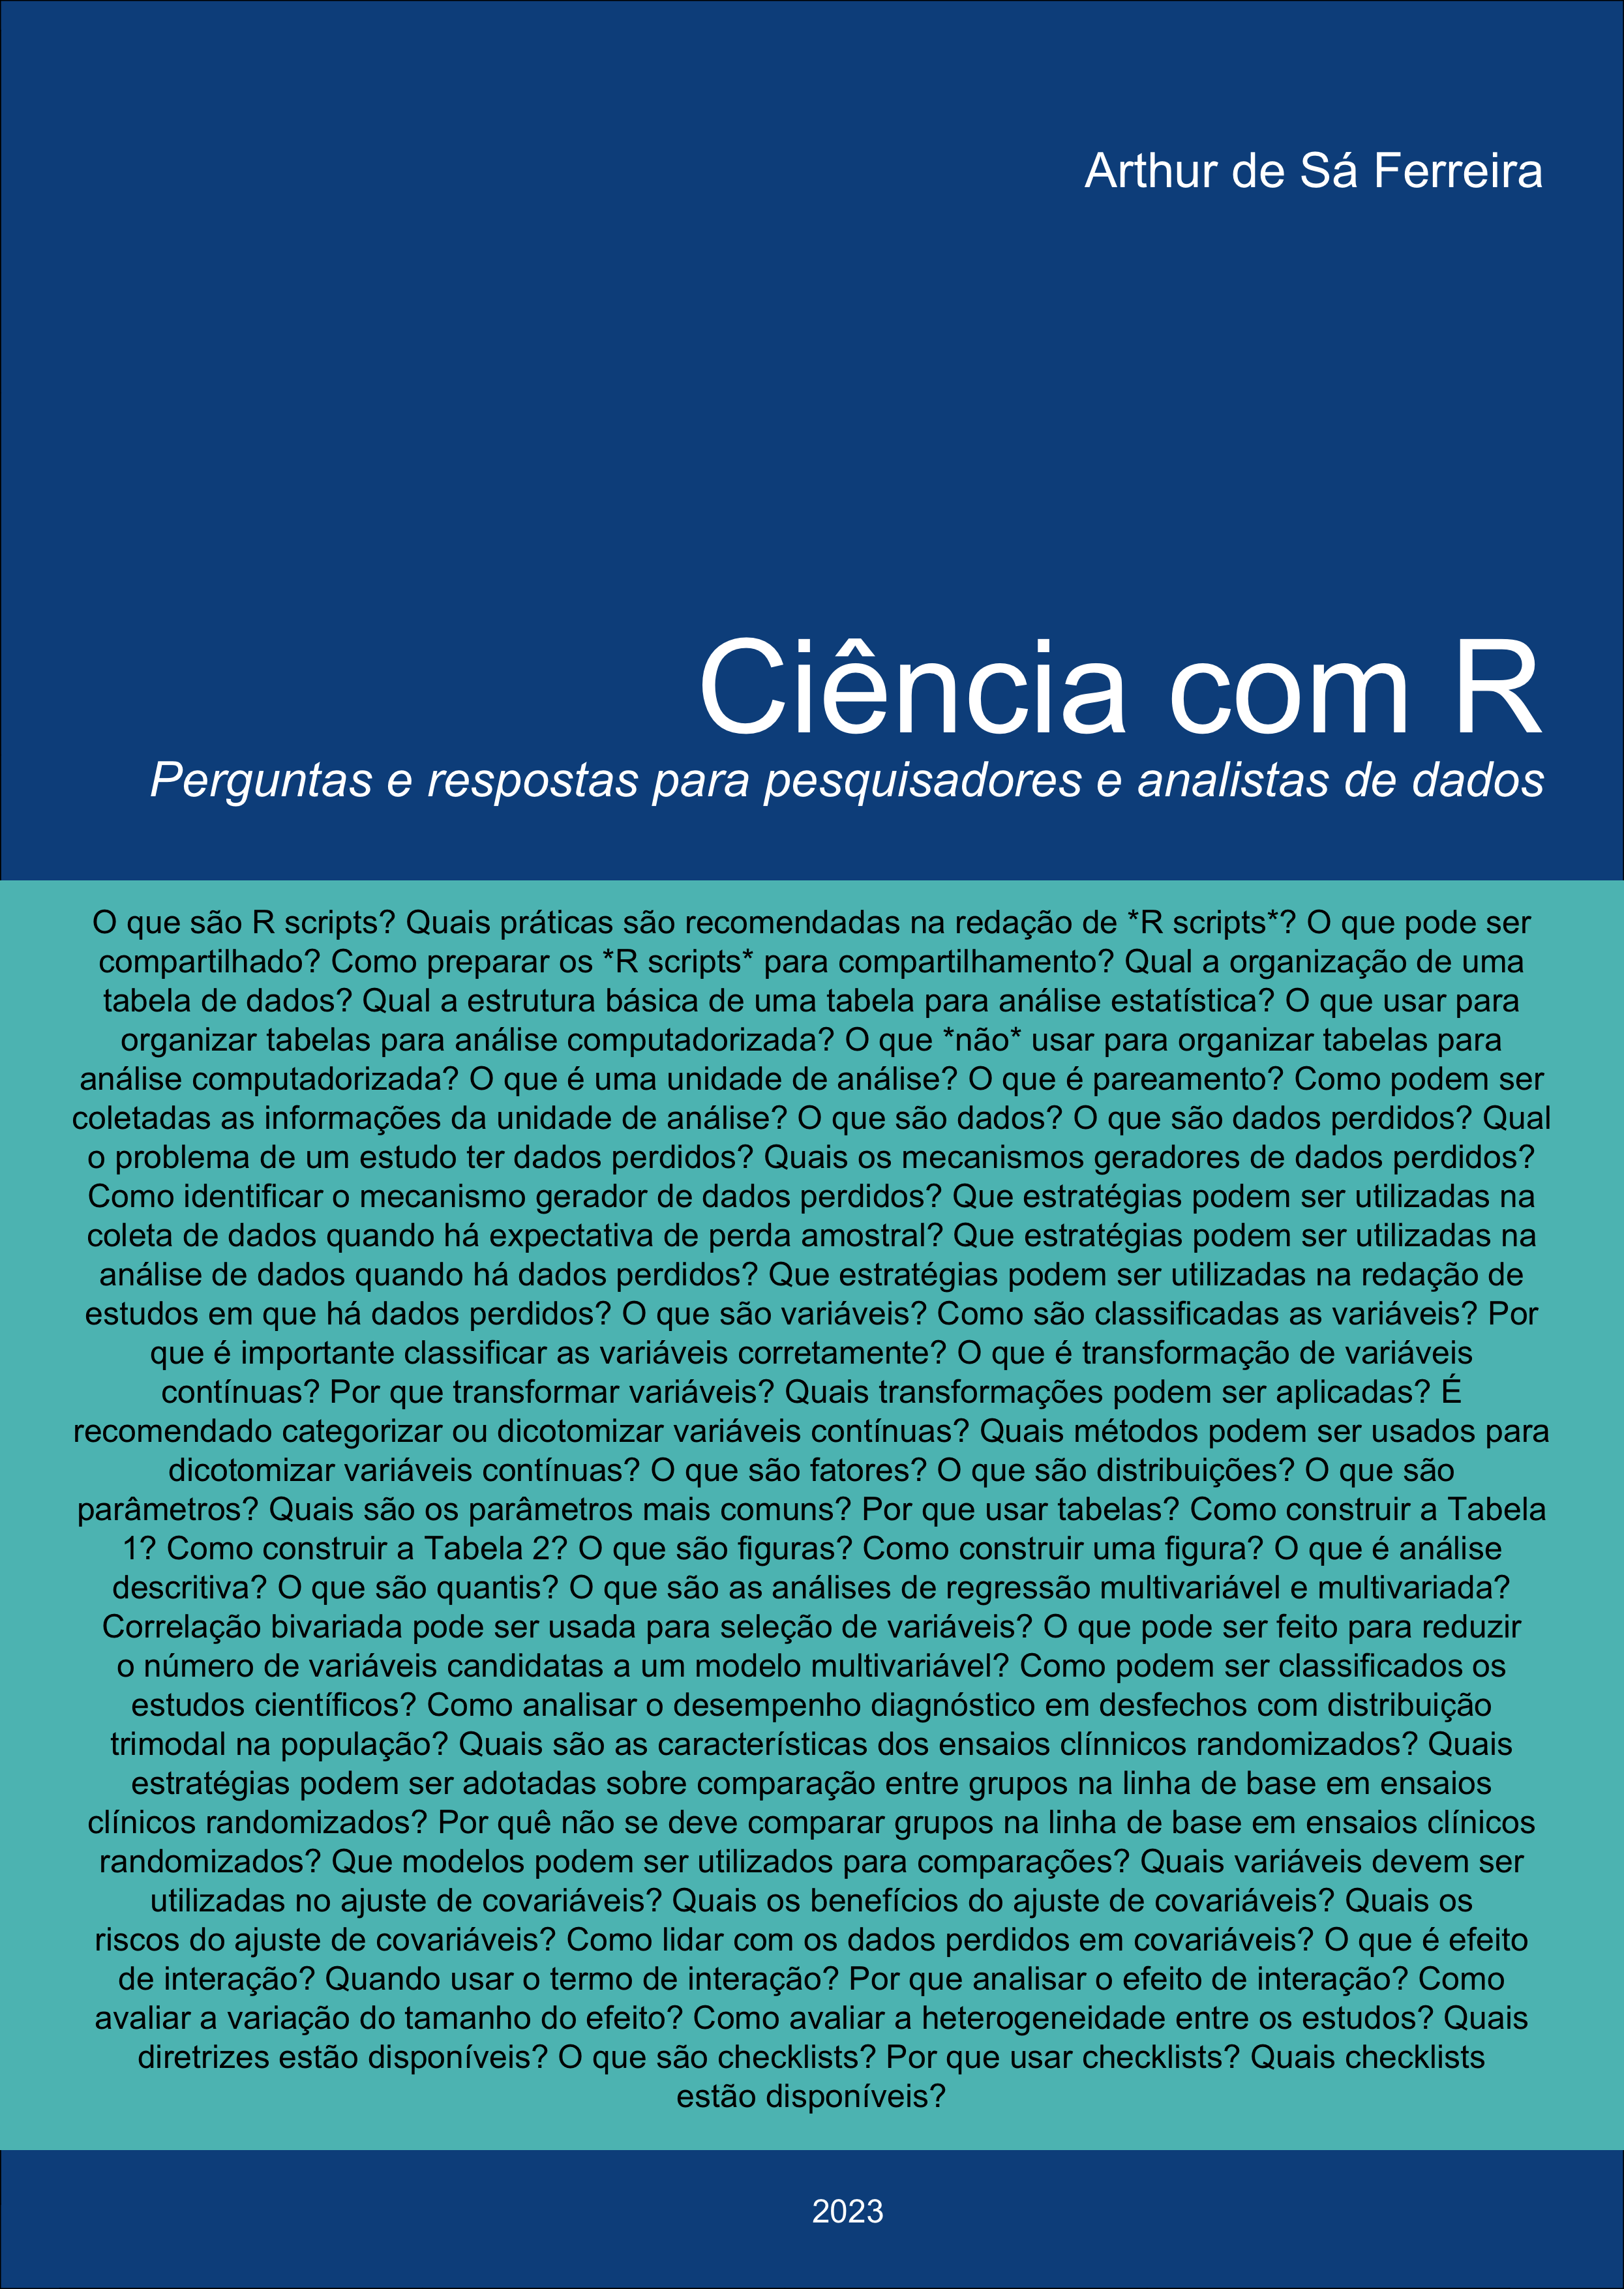 Arthur de Sá Ferreira
Ciência com R
Perguntas e respostas para pesquisadores e analistas de dados
O que são R scripts? Quais práticas são recomendadas na redação de *R scripts*? O que pode ser
compartilhado? Como preparar os *R scripts* para compartilhamento? Qual a organização de uma
tabela de dados? Qual a estrutura básica de uma tabela para análise estatística? O que usar para
organizar tabelas para análise computadorizada? O que *não* usar para organizar tabelas para
análise computadorizada? O que é uma unidade de análise? O que é pareamento? Como podem ser
coletadas as informações da unidade de análise? O que são dados? O que são dados perdidos? Qual
o problema de um estudo ter dados perdidos? Quais os mecanismos geradores de dados perdidos?
Como identificar o mecanismo gerador de dados perdidos? Que estratégias podem ser utilizadas na
coleta de dados quando há expectativa de perda amostral? Que estratégias podem ser utilizadas na
análise de dados quando há dados perdidos? Que estratégias podem ser utilizadas na redação de
estudos em que há dados perdidos? O que são variáveis? Como são classificadas as variáveis? Por
que é importante classificar as variáveis corretamente? O que é transformação de variáveis
contínuas? Por que transformar variáveis? Quais transformações podem ser aplicadas? É
recomendado categorizar ou dicotomizar variáveis contínuas? Quais métodos podem ser usados para
dicotomizar variáveis contínuas? O que são fatores? O que são distribuições? O que são
parâmetros? Quais são os parâmetros mais comuns? Por que usar tabelas? Como construir a Tabela
1? Como construir a Tabela 2? O que são figuras? Como construir uma figura? O que é análise
descritiva? O que são quantis? O que são as análises de regressão multivariável e multivariada?
Correlação bivariada pode ser usada para seleção de variáveis? O que pode ser feito para reduzir
o número de variáveis candidatas a um modelo multivariável? Como podem ser classificados os
estudos científicos? Como analisar o desempenho diagnóstico em desfechos com distribuição
trimodal na população? Quais são as características dos ensaios clínnicos randomizados? Quais
estratégias podem ser adotadas sobre comparação entre grupos na linha de base em ensaios
clínicos randomizados? Por quê não se deve comparar grupos na linha de base em ensaios clínicos
randomizados? Que modelos podem ser utilizados para comparações? Quais variáveis devem ser
utilizadas no ajuste de covariáveis? Quais os benefícios do ajuste de covariáveis? Quais os
riscos do ajuste de covariáveis? Como lidar com os dados perdidos em covariáveis? O que é efeito
de interação? Quando usar o termo de interação? Por que analisar o efeito de interação? Como
avaliar a variação do tamanho do efeito? Como avaliar a heterogeneidade entre os estudos? Quais
diretrizes estão disponíveis? O que são checklists? Por que usar checklists? Quais checklists
estão disponíveis?
2023